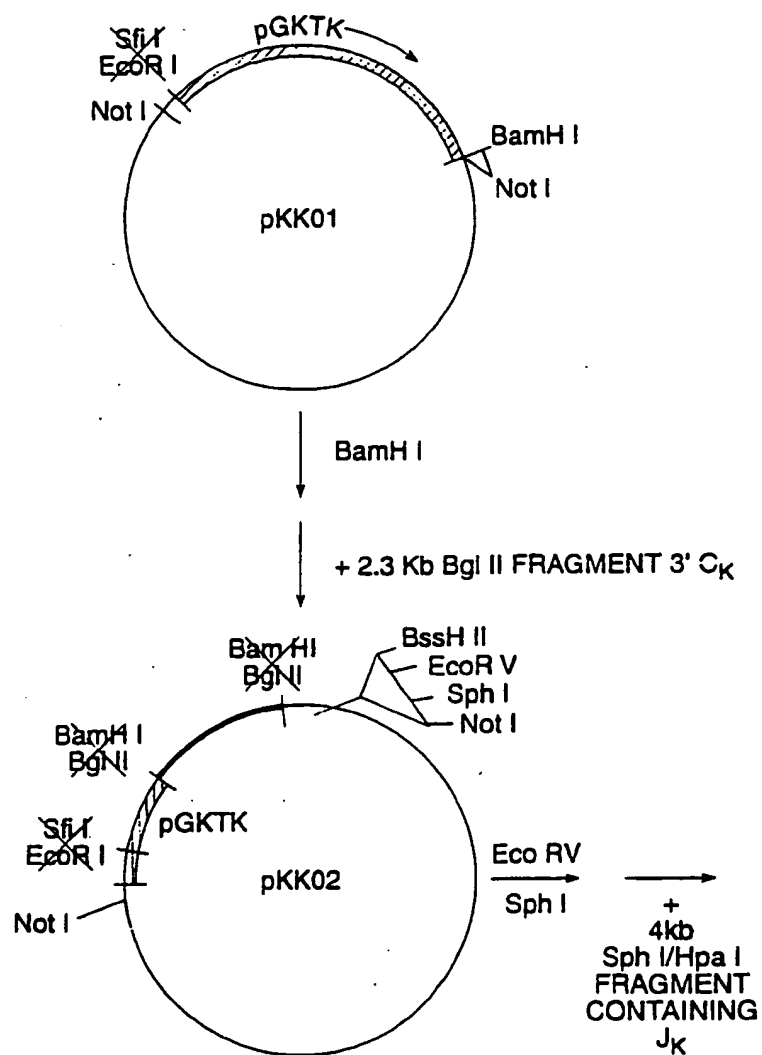 Sfi I
EcoR I
pGKTK
Not I
BamH I
Not I
pKK01
BamH I
+ 2.3 Kb Bgl II FRAGMENT 3' CK
Bam HI
Bgl II
BssH II
EcoR V
Sph I
Not I
BamH I
Bgl II
pGKTK
Sfi I
EcoR I
Not I
pKK02
Eco RV
Sph I
+
4kb
Sph I/Hpa I
FRAGMENT
CONTAINING
JK